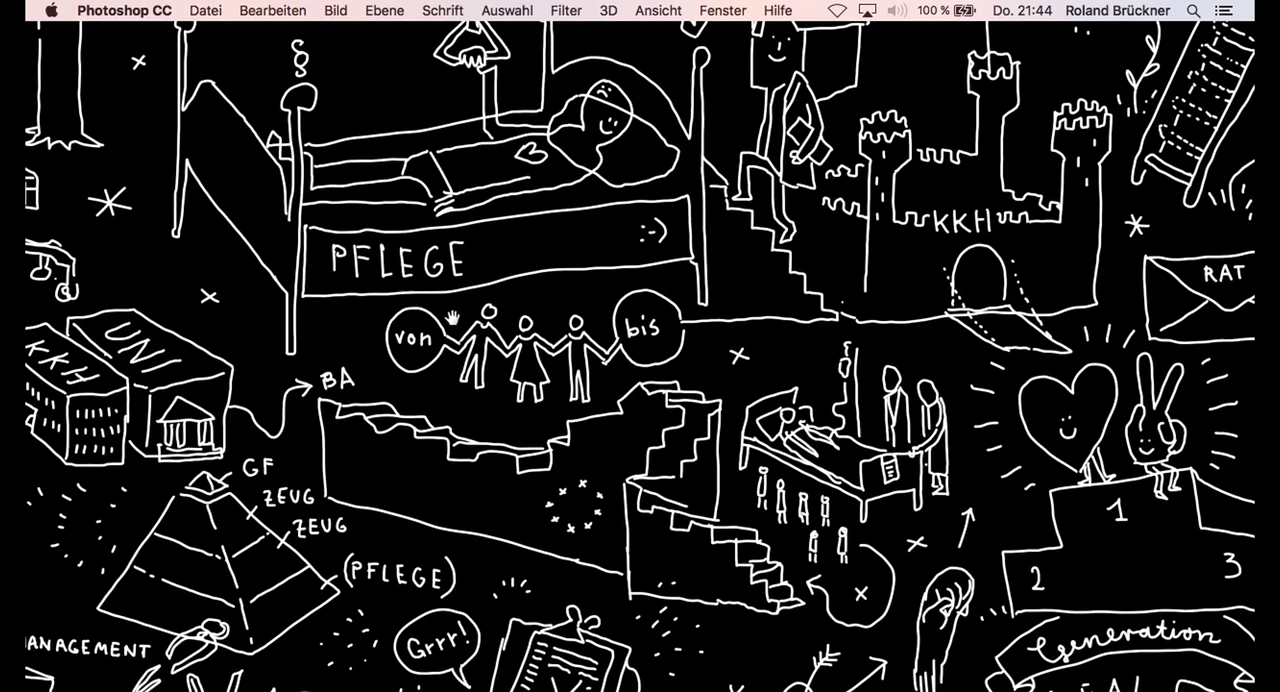 Photoshop CC Datei Bearbeiten Bild Ebene Schrift Auswahl Filter 3D Ansicht Fenster Hilfe 100 % Do. 21:44 Roland Brückner
§
PFLEGE :-)
KKH
RAT
von
bis
UNI
KKH
BA
GF
ZEUG
ZEUG
(PFLEGE)
1
2
3
ANAGEMENT
Grrr!
Generation